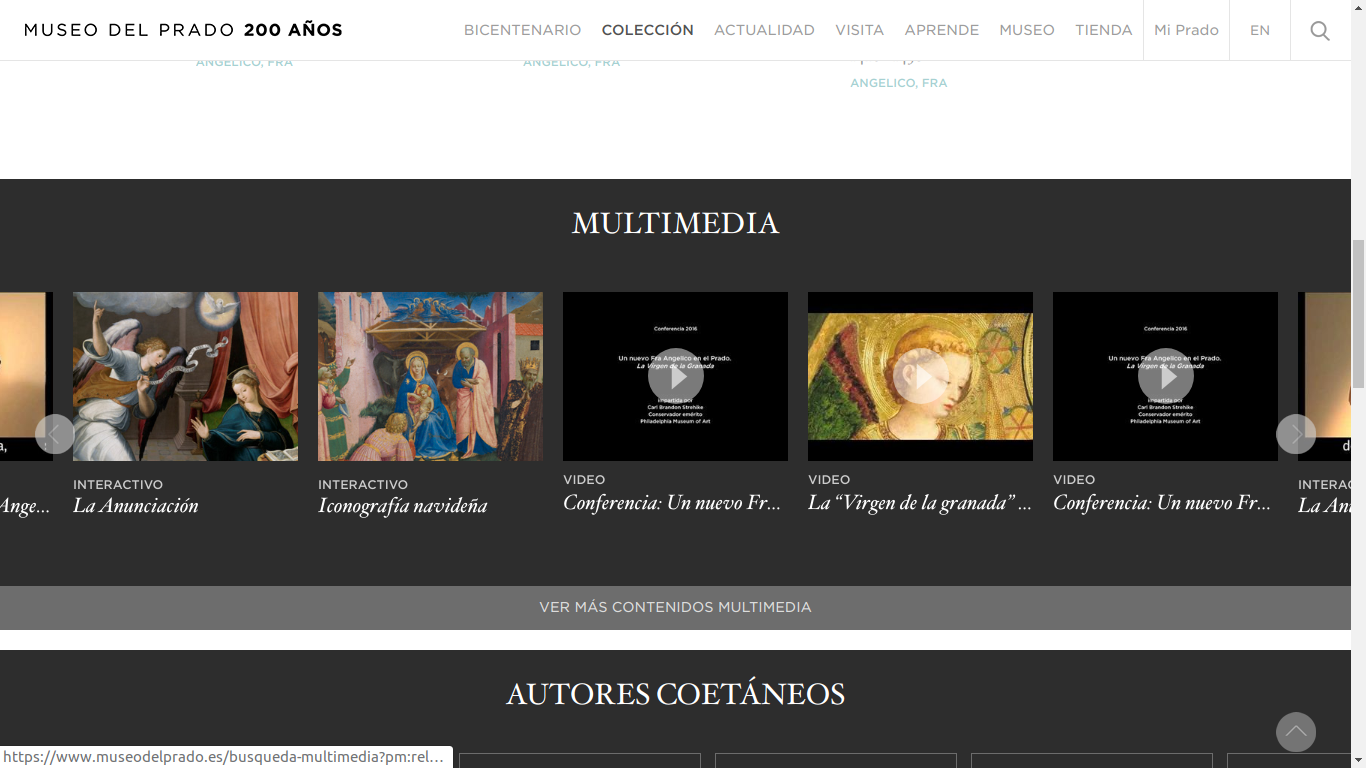 MUSEO DEL PRADO 200 AÑOS
BICENTENARIO COLECCIÓN ACTUALIDAD VISITA APRENDE MUSEO TIENDA Mi Prado EN
ANGELICO, FRA
ANGELICO, FRA
ANGELICO, FRA
MULTIMEDIA
Ange...
INTERACTIVO
La Anunciación
INTERACTIVO
Iconografía navideña
Conferencia 2016
Un nuevo Fra Angelico en el Prado.
La Virgen de la Granada
Impartida por
Carl Brandon Strehlke
Conservador emérito
Philadelphia Museum of Art
VIDEO
Conferencia: Un nuevo Fr...
VIDEO
La “Virgen de la granada” ...
Conferencia 2016
Un nuevo Fra Angelico en el Prado.
La Virgen de la Granada
Impartida por
Carl Brandon Strehlke
Conservador emérito
Philadelphia Museum of Art
VIDEO
Conferencia: Un nuevo Fr...
INTERAC
La An
VER MÁS CONTENIDOS MULTIMEDIA
AUTORES COETÁNEOS
https://www.museodelprado.es/busqueda-multimedia?pm:rel...